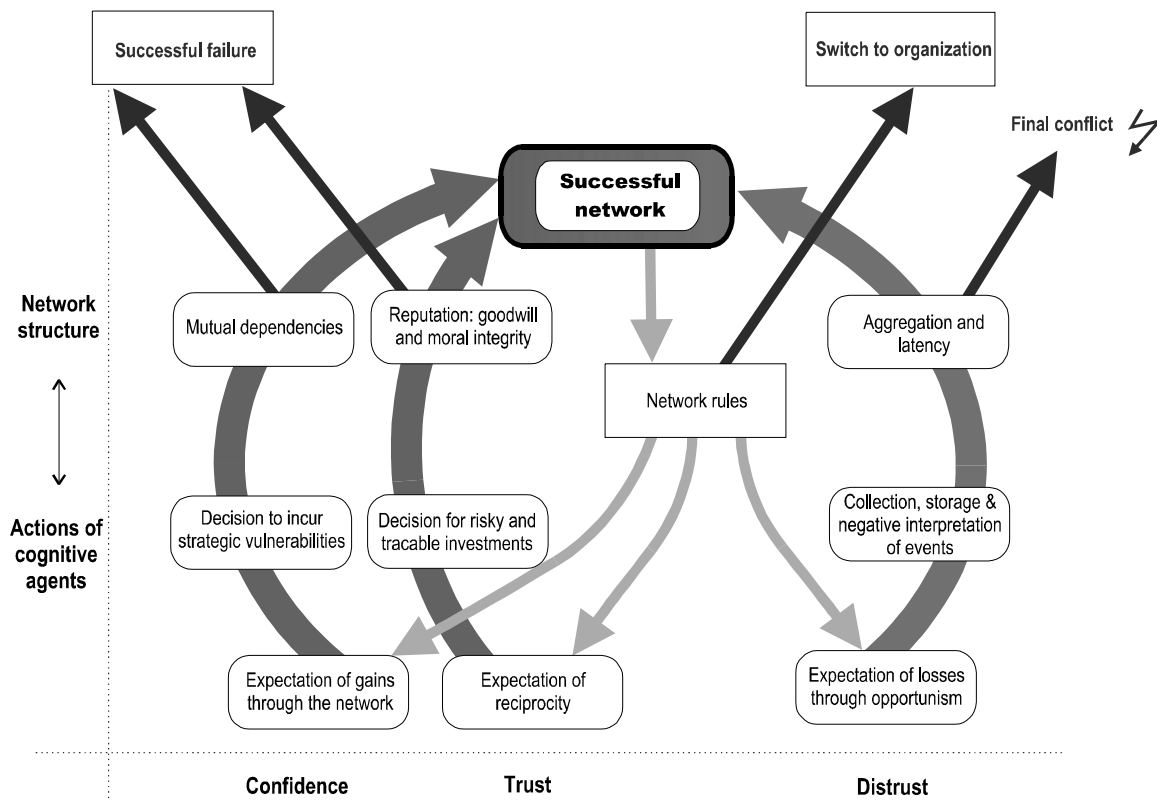 Successful failure
Switch to organization
Final conflict
Successful
network
Network
structure
Mutual dependencies
Reputation: goodwill
and moral integrity
Aggregation and
latency
Network rules
Actions of
cognitive
agents
Decision to incur
strategic vulnerabilities
Decision for risky and
tracable investments
Collection, storage &
negative interpretation
of events
Expectation of gains
through the network
Expectation of
reciprocity
Expectation of losses
through opportunism
Confidence
Trust
Distrust